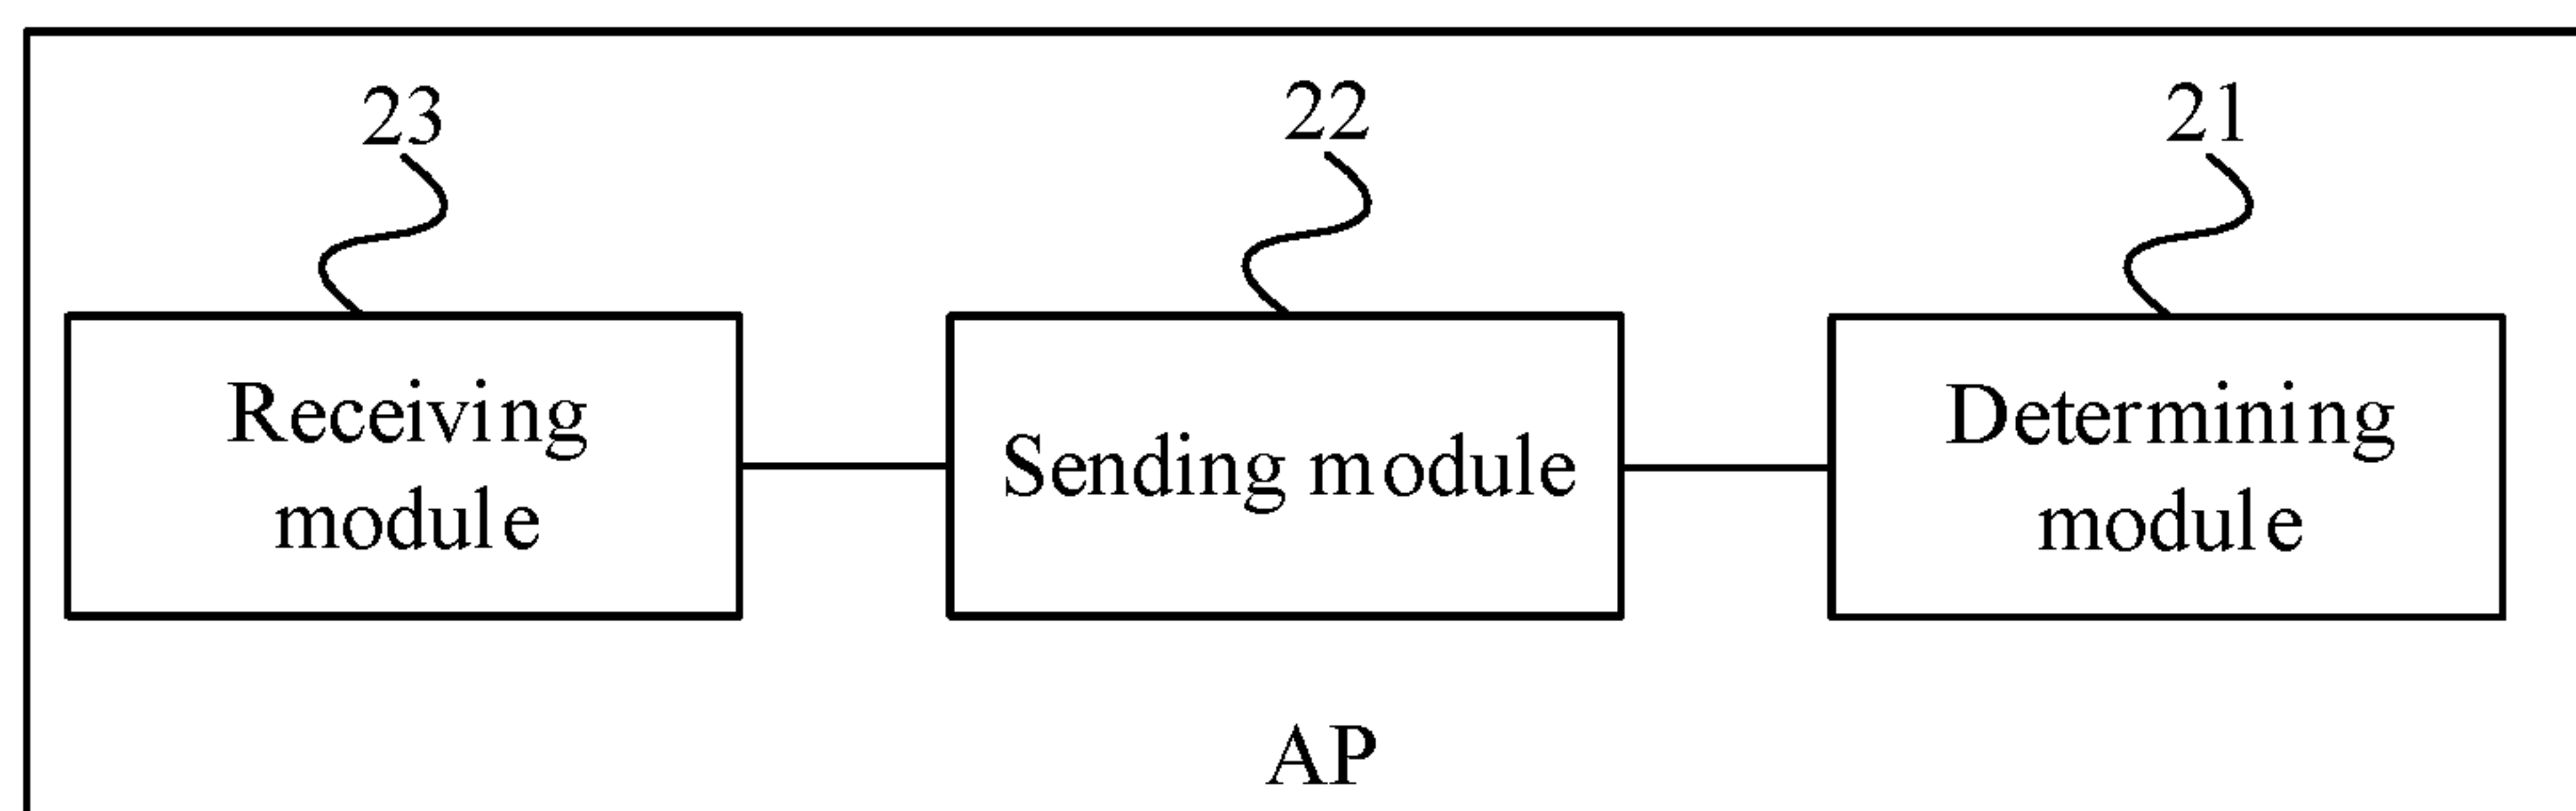 23
22
21
Receiving
module
Sending module
Determining
module
AP